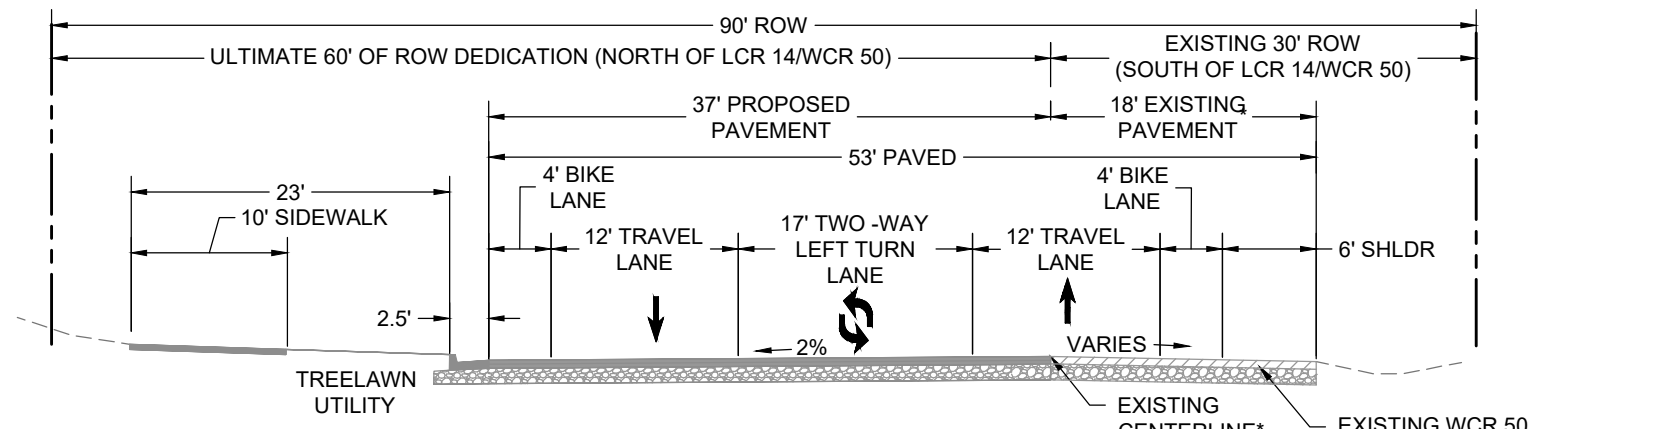 90' ROW
ULTIMATE 60' OF ROW DEDICATION (NORTH OF LCR 14/WCR 50)
EXISTING 30' ROW
(SOUTH OF LCR 14/WCR 50)
37' PROPOSED
PAVEMENT
18' EXISTING
PAVEMENT*
53' PAVED
4' BIKE
LANE
4' BIKE
LANE
23'
10' SIDEWALK
12' TRAVEL
LANE
17' TWO -WAY
LEFT TURN
LANE
12' TRAVEL
LANE
6' SHLDR
2.5'
2%
VARIES
TREELAWN
UTILITY
EXISTING
CENTERLINE*
EXISTING WCR 50